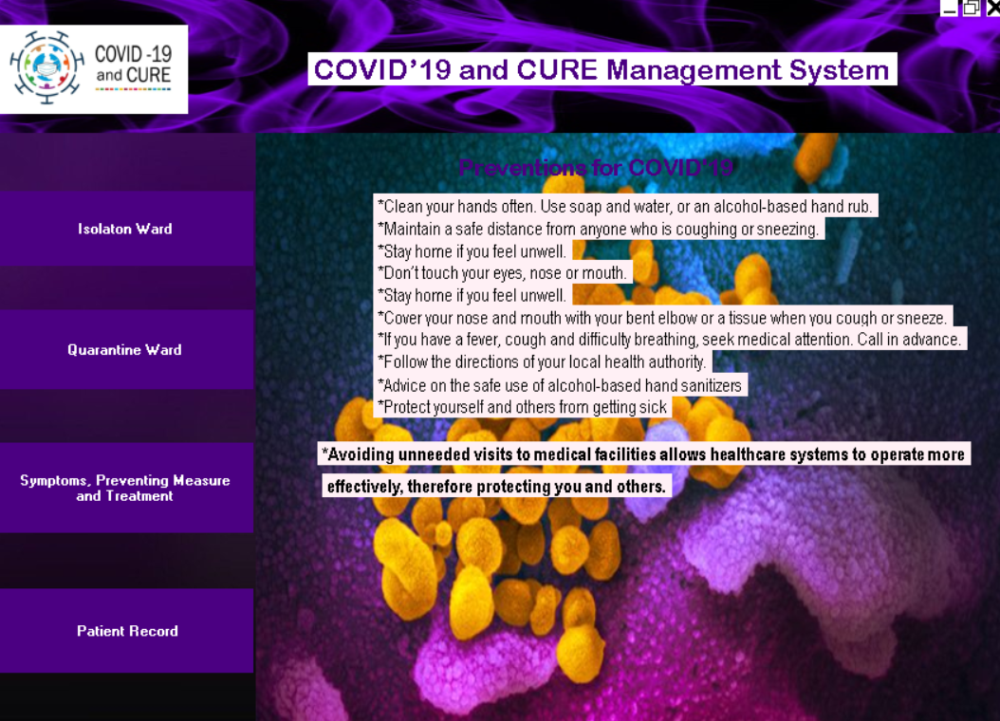 COVID -19
and CURE
COVID'19 and CURE Management System
Preventions for COVID'19
*Clean your hands often. Use soap and water, or an alcohol-based hand rub.
*Maintain a safe distance from anyone who is coughing or sneezing.
*Stay home if you feel unwell.
*Don't touch your eyes, nose or mouth.
*Stay home if you feel unwell.
*Cover your nose and mouth with your bent elbow or a tissue when you cough or sneeze.
*If you have a fever, cough and difficulty breathing, seek medical attention. Call in advance.
*Follow the directions of your local health authority.
*Advice on the safe use of alcohol-based hand sanitizers
*Protect yourself and others from getting sick
*Avoiding unneeded visits to medical facilities allows healthcare systems to operate more
effectively, therefore protecting you and others.
Isolaton Ward
Quarantine Ward
Symptoms, Preventing Measure
and Treatment
Patient Record